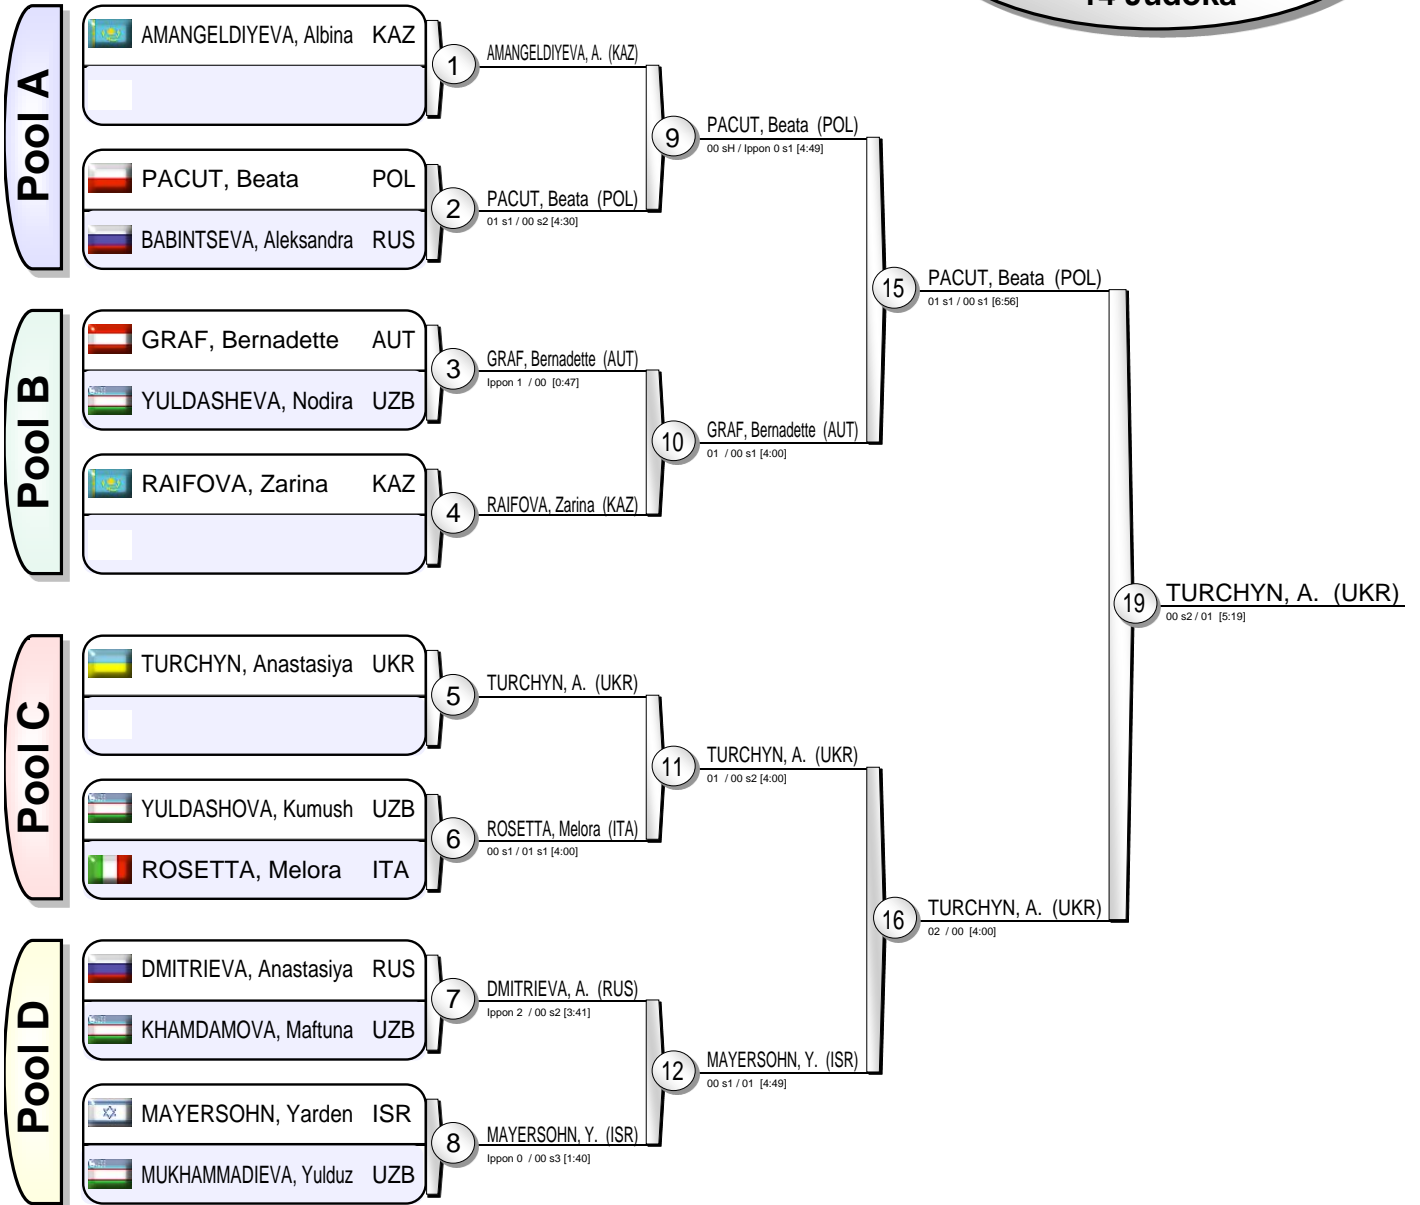 14 Judoka
Pool A
AMANGELDIYEVA, Albina KAZ
PACUT, Beata POL
BABINTSEVA, Aleksandra RUS
Pool B
GRAF, Bernadette AUT
YULDASHEVA, Nodira UZB
RAIFOVA, Zarina KAZ
Pool C
TURCHYN, Anastasiya UKR
YULDASHOVA, Kumush UZB
ROSETTA, Melora ITA
Pool D
DMITRIEVA, Anastasiya RUS
KHAMDAMOVA, Maftuna UZB
MAYERSOHN, Yarden ISR
MUKHAMMADIEVA, Yulduz UZB
1
AMANGELDIYEVA, A. (KAZ)
2
PACUT, Beata (POL)
01 s1 / 00 s2 [4:30]
3
GRAF, Bernadette (AUT)
Ippon 1 / 00 [0:47]
4
RAIFOVA, Zarina (KAZ)
5
TURCHYN, A. (UKR)
6
ROSETTA, Melora (ITA)
00 s1 / 01 s1 [4:00]
7
DMITRIEVA, A. (RUS)
Ippon 2 / 00 s2 [3:41]
8
MAYERSOHN, Y. (ISR)
Ippon 0 / 00 s3 [1:40]
9
PACUT, Beata (POL)
00 sH / Ippon 0 s1 [4:49]
10
GRAF, Bernadette (AUT)
01 / 00 s1 [4:00]
11
TURCHYN, A. (UKR)
01 / 00 s2 [4:00]
12
MAYERSOHN, Y. (ISR)
00 s1 / 01 [4:49]
15
PACUT, Beata (POL)
01 s1 / 00 s1 [6:56]
16
TURCHYN, A. (UKR)
02 / 00 [4:00]
19
TURCHYN, A. (UKR)
00 s2 / 01 [5:19]